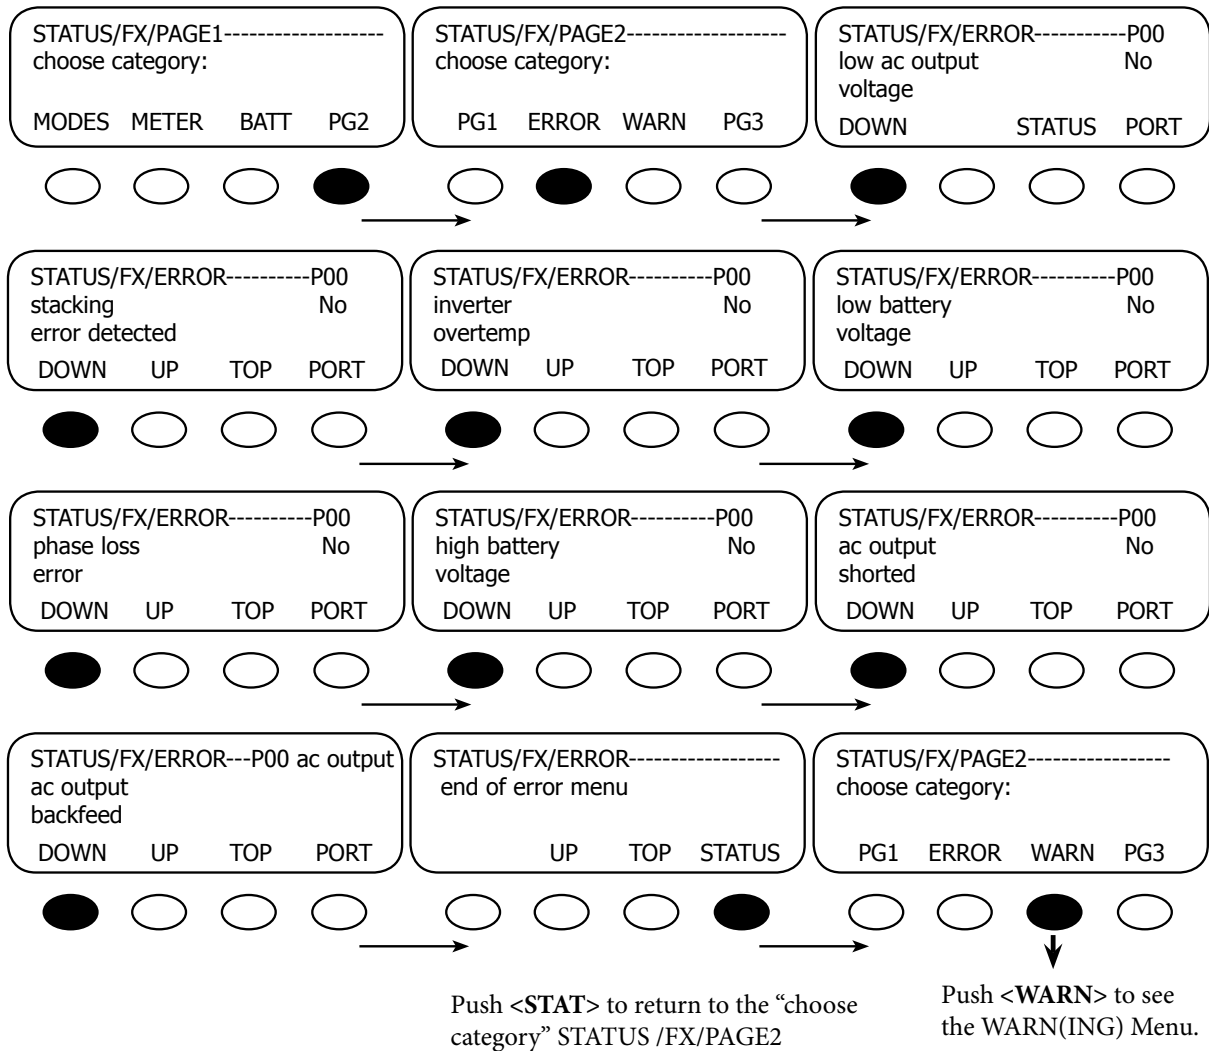 STATUS/FX/PAGE1-------------------
choose category:
MODES METER BATT PG2
STATUS/FX/PAGE2-------------------
choose category:
PG1 ERROR WARN PG3
STATUS/FX/ERROR-----------P00
low ac output No
voltage
DOWN STATUS PORT
STATUS/FX/ERROR----------P00
stacking No
error detected
DOWN UP TOP PORT
STATUS/FX/ERROR----------P00
inverter No
overtemp
DOWN UP TOP PORT
STATUS/FX/ERROR----------P00
low battery No
voltage
DOWN UP TOP PORT
STATUS/FX/ERROR----------P00
phase loss No
error
DOWN UP TOP PORT
STATUS/FX/ERROR----------P00
high battery No
voltage
DOWN UP TOP PORT
STATUS/FX/ERROR----------P00
ac output No
shorted
DOWN UP TOP PORT
STATUS/FX/ERROR---P00 ac output
ac output
backfeed
DOWN UP TOP PORT
STATUS/FX/ERROR------------------
end of error menu
UP TOP STATUS
STATUS/FX/PAGE2-----------------
choose category:
PG1 ERROR WARN PG3
Push <STAT> to return to the “choose
category” STATUS /FX/PAGE2
Push <WARN> to see
the WARN(ING) Menu.